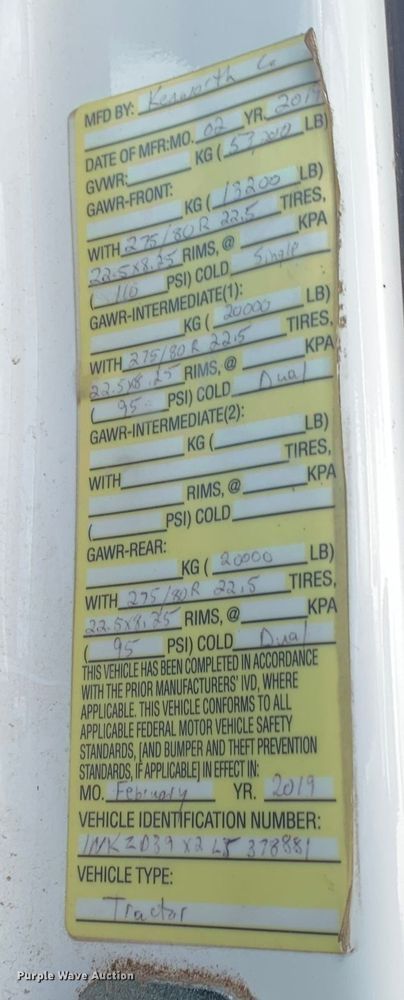 MFD BY: Kenworth Co
DATE OF MFR:MO. 02 YR. 2019
GVWR: KG ( 53200 LB)
GAWR-FRONT:
KG ( 13200 LB)
WITH 275/80R 22.5 TIRES,
22.5x8.25 RIMS, @ KPA
( 110 PSI) COLD Single
GAWR-INTERMEDIATE(1):
KG ( 20000 LB)
WITH 275/80R 22.5 TIRES,
22.5x8.25 RIMS, @ KPA
( 95 PSI) COLD Dual
GAWR-INTERMEDIATE(2):
KG ( LB)
WITH TIRES,
RIMS, @ KPA
( PSI) COLD
GAWR-REAR:
KG ( 20000 LB)
WITH 275/80R 22.5 TIRES,
22.5x8.25 RIMS, @ KPA
( 95 PSI) COLD Dual
THIS VEHICLE HAS BEEN COMPLETED IN ACCORDANCE
WITH THE PRIOR MANUFACTURERS' IVD, WHERE
APPLICABLE. THIS VEHICLE CONFORMS TO ALL
APPLICABLE FEDERAL MOTOR VEHICLE SAFETY
STANDARDS, [AND BUMPER AND THEFT PREVENTION
STANDARDS, IF APPLICABLE] IN EFFECT IN:
MO. February YR. 2019
VEHICLE IDENTIFICATION NUMBER:
VEHICLE TYPE:
Tractor
Purple Wave Auction